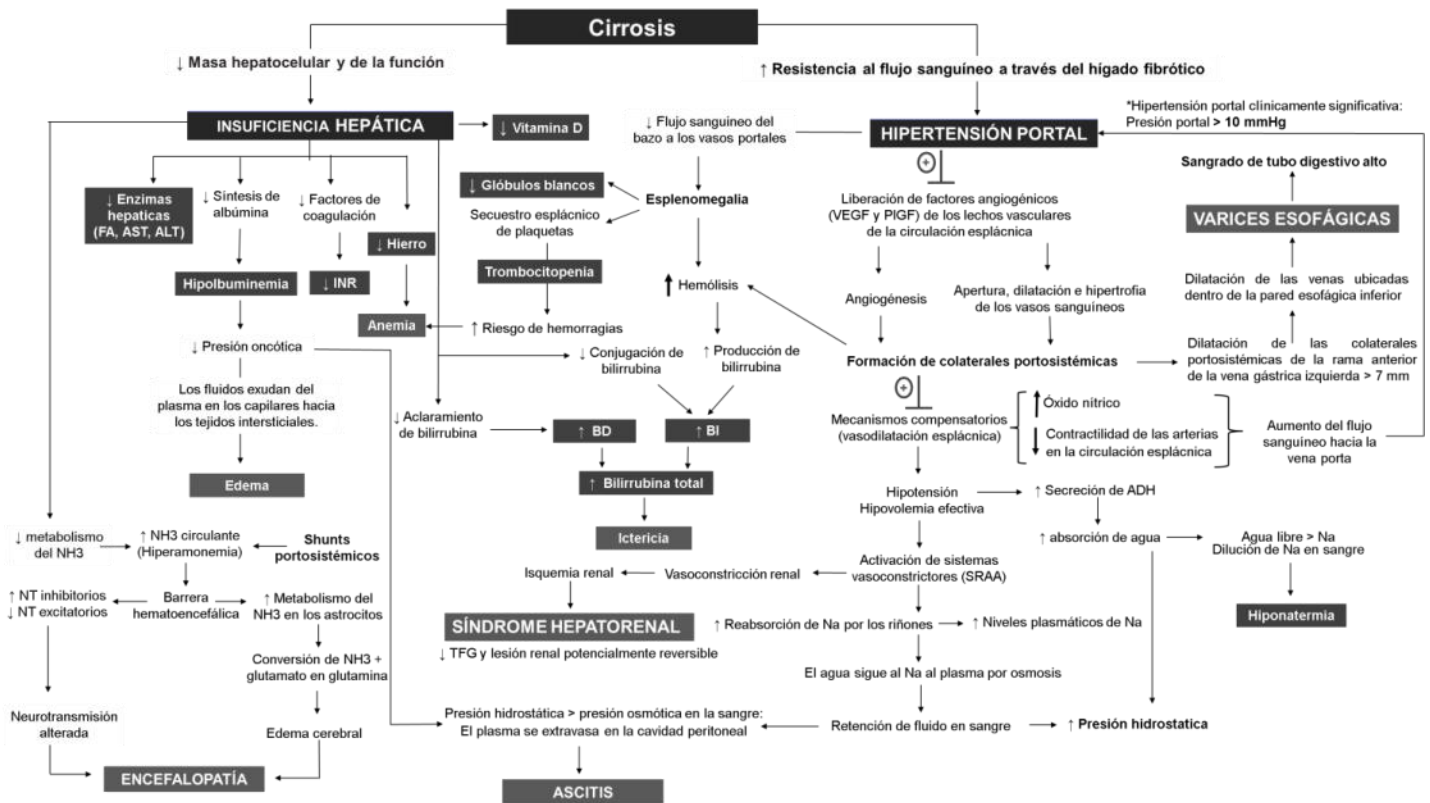 Cirrosis
↓ Masa hepatocelular y de la función
↑ Resistencia al flujo sanguíneo a través del hígado fibrótico
INSUFICIENCIA HEPÁTICA
↓ Vitamina D
↓ Flujo sanguíneo del
bazo a los vasos portales
HIPERTENSIÓN PORTAL
*Hipertensión portal clínicamente significativa:
Presión portal > 10 mmHg
↓ Enzimas
hepaticas
(FA, AST, ALT)
↓ Síntesis de
albúmina
↓ Factores de
coagulación
↓ Hierro
Hipolbuminemia
↓ INR
Anemia
↓ Glóbulos blancos
Esplenomegalia
Secuestro esplácnico
de plaquetas
Trombocitopenia
↑ Riesgo de hemorragias
↑ Hemólisis
↓ Conjugación de
bilirrubina
↑ Producción de
bilirrubina
↓ Aclaramiento
de bilirrubina
↑ BD
↑ BI
↑ Bilirrubina total
Ictericia
+
Liberación de factores angiogénicos
(VEGF y PIGF) de los lechos vasculares
de la circulación esplácnica
Angiogénesis
Apertura, dilatación e hipertrofia
de los vasos sanguíneos
Formación de colaterales portosistémicas
Sangrado de tubo digestivo alto
VARICES ESOFÁGICAS
Dilatación de las venas ubicadas
dentro de la pared esofágica inferior
Dilatación de las colaterales
portosistémicas de la rama anterior
de la vena gástrica izquierda > 7 mm
+
Mecanismos compensatorios
(vasodilatación esplácnica)
↑ Óxido nítrico
↓ Contractilidad de las arterias
en la circulación esplácnica
Aumento del flujo
sanguíneo hacia la
vena porta
↓ Presión oncótica
Los fluidos exudan del
plasma en los capilares hacia
los tejidos intersticiales.
Edema
Hipotensión
Hipovolemia efectiva
↑ Secreción de ADH
↑ absorción de agua
Agua libre > Na
Dilución de Na en sangre
Hiponatermia
↓ metabolismo
del NH3
↑ NH3 circulante
(Hiperamonemia)
Shunts
portosistémicos
↑ NT inhibitorios
↓ NT excitatorios
Barrera
hematoencefálica
↑ Metabolismo del
NH3 en los astrocitos
Conversión de NH3 +
glutamato en glutamina
Neurotransmisión
alterada
Edema cerebral
ENCEFALOPATÍA
Isquemia renal
Vasoconstricción renal
Activación de sistemas
vasoconstrictores (SRAA)
SÍNDROME HEPATORENAL
↓ TFG y lesión renal potencialmente reversible
↑ Reabsorción de Na por los riñones
↑ Niveles plasmáticos de Na
El agua sigue al Na al plasma por osmosis
Presión hidrostática > presión osmótica en la sangre:
El plasma se extravasa en la cavidad peritoneal
Retención de fluido en sangre
↑ Presión hidrostatica
ASCITIS